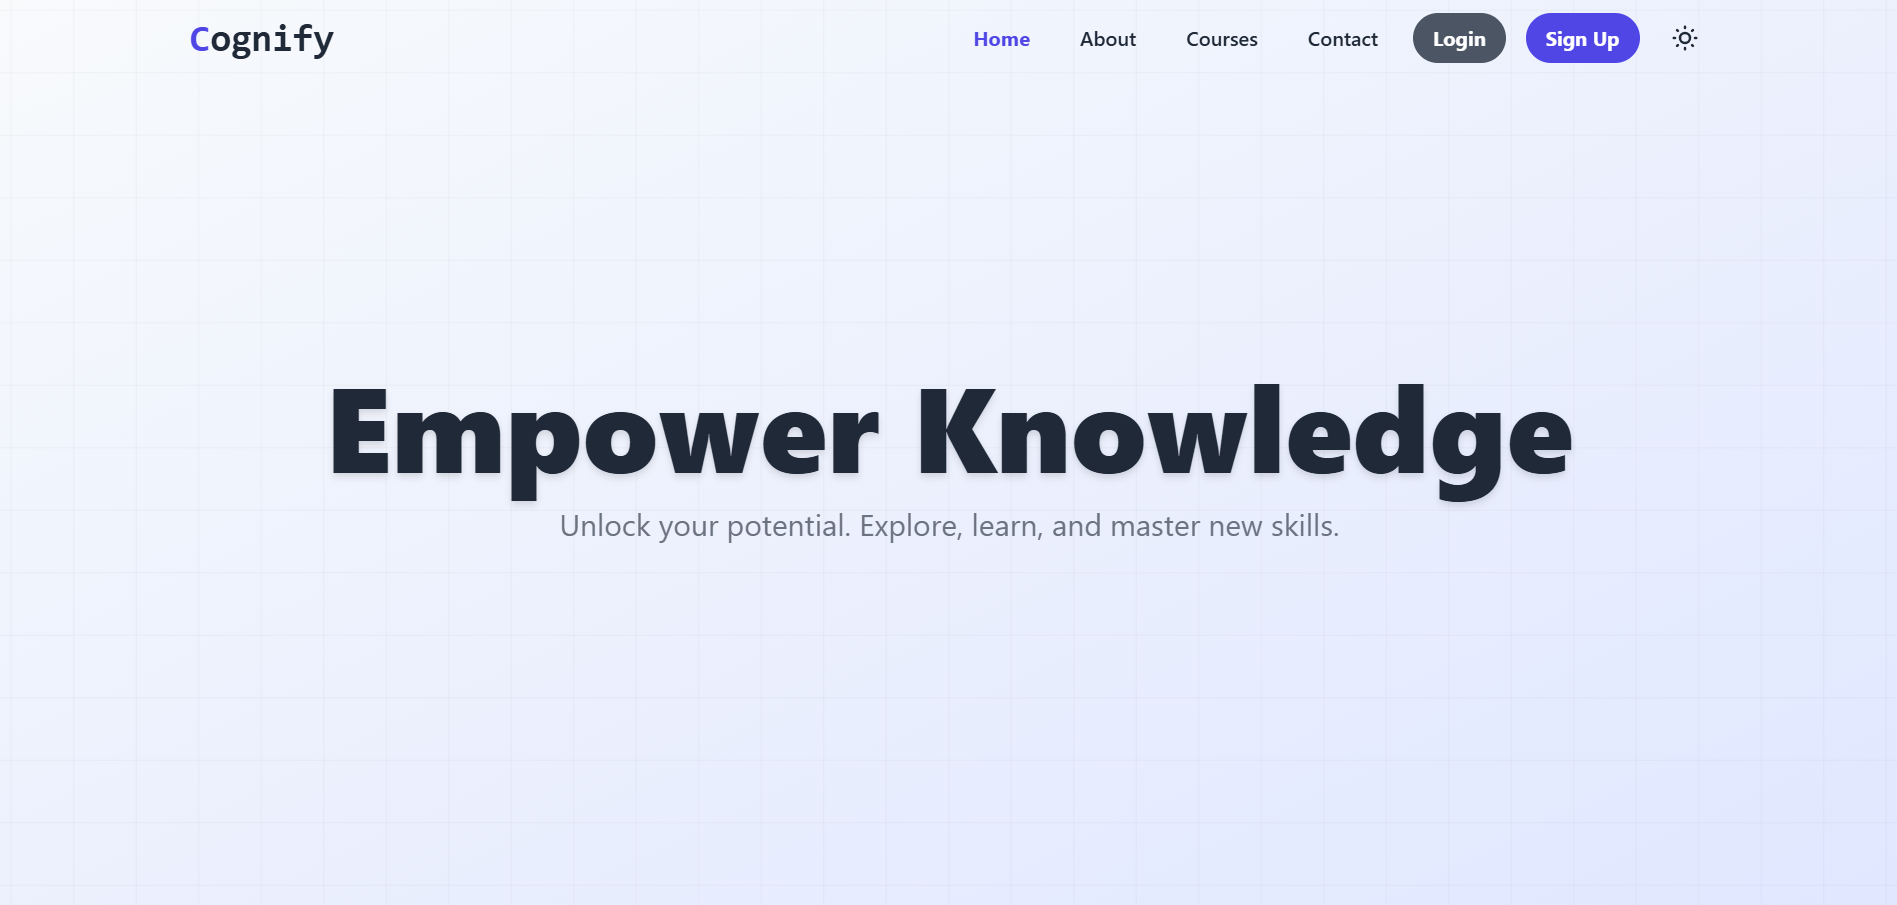 Cognify Home About Courses Contact Login Sign Up
Empower Knowledge
Unlock your potential. Explore, learn, and master new skills.